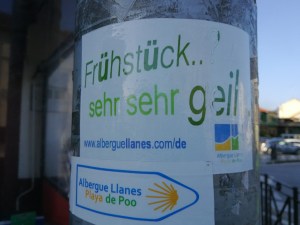 Frühstück..
sehr sehr geil
www.alberguellanes.com/de
Albergue Llanes
Playa de Poo